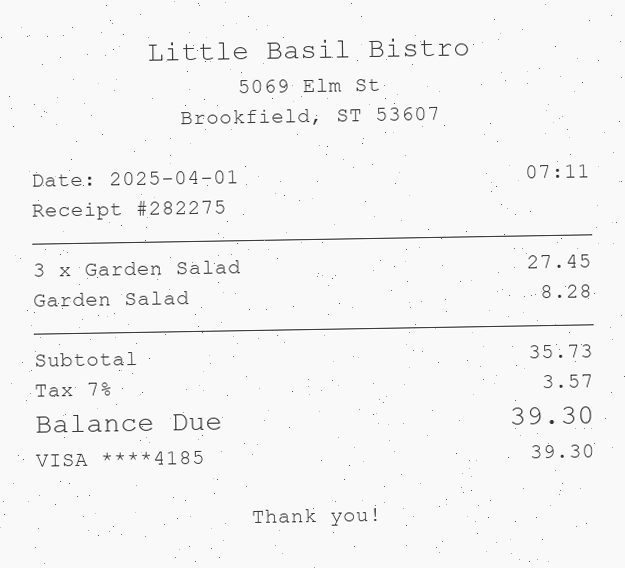 Little Basil Bistro
5069 Elm St
Brookfield, ST 53607
Date: 2025-04-01 07:11
Receipt #282275
3 x Garden Salad 27.45
Garden Salad 8.28
Subtotal 35.73
Tax 7% 3.57
Balance Due 39.30
VISA ****4185 39.30
Thank you!